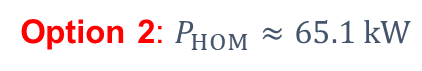 Option 2: P_HOM ≈ 65.1 kW